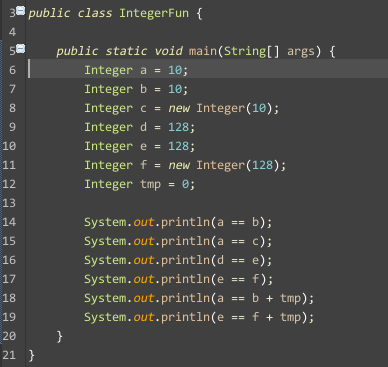 3 public class IntegerFun {
4
5 public static void main(String[] args) {
6 Integer a = 10;
7 Integer b = 10;
8 Integer c = new Integer(10);
9 Integer d = 128;
10 Integer e = 128;
11 Integer f = new Integer(128);
12 Integer tmp = 0;
13
14 System.out.println(a == b);
15 System.out.println(a == c);
16 System.out.println(d == e);
17 System.out.println(e == f);
18 System.out.println(a == b + tmp);
19 System.out.println(e == f + tmp);
20 }
21 }